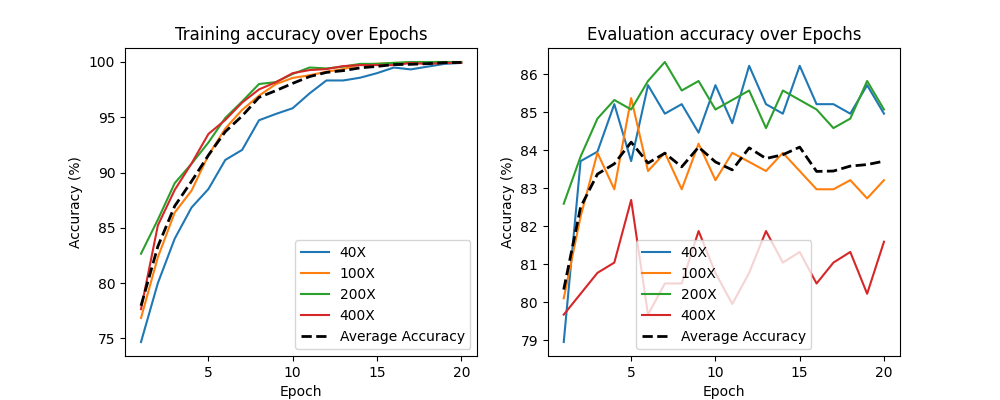 Training accuracy over Epochs
Accuracy (%)
100
95
90
85
80
75
5
10
15
20
Epoch
40X
100X
200X
400X
Average Accuracy
Evaluation accuracy over Epochs
Accuracy (%)
86
85
84
83
82
81
80
79
5
10
15
20
Epoch
40X
100X
200X
400X
Average Accuracy